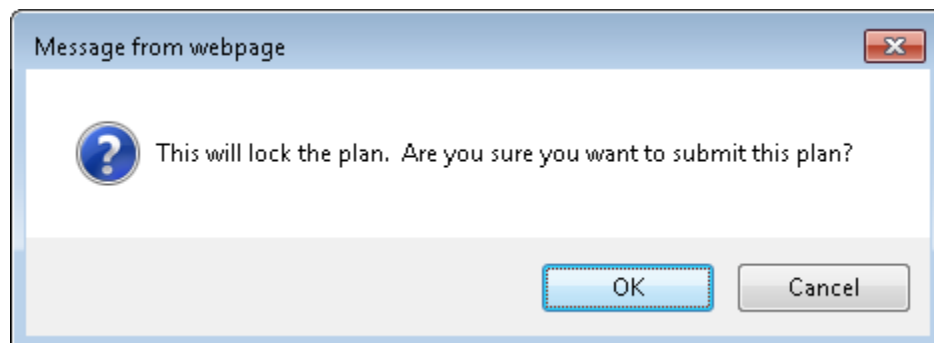 Message from webpage
This will lock the plan.  Are you sure you want to submit this plan?
OK
Cancel